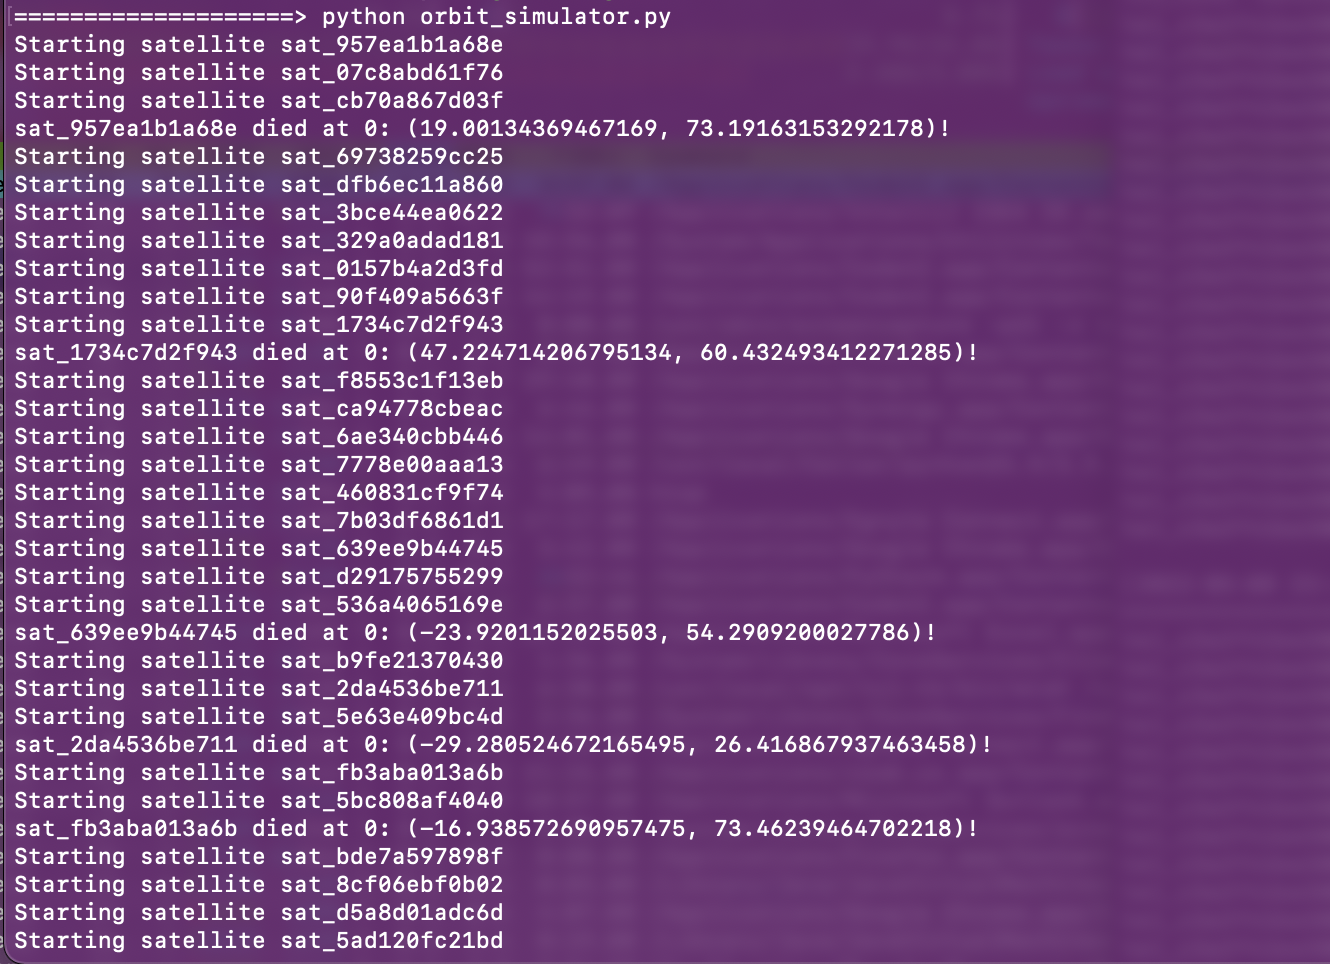 [====================> python orbit_simulator.py
Starting satellite sat_957ea1b1a68e
Starting satellite sat_07c8abd61f76
Starting satellite sat_cb70a867d03f
sat_957ea1b1a68e died at 0: (19.00134369467169, 73.19163153292178)!
Starting satellite sat_69738259cc25
Starting satellite sat_dfb6ec11a860
Starting satellite sat_3bce44ea0622
Starting satellite sat_329a0adad181
Starting satellite sat_0157b4a2d3fd
Starting satellite sat_90f409a5663f
Starting satellite sat_1734c7d2f943
sat_1734c7d2f943 died at 0: (47.224714206795134, 60.432493412271285)!
Starting satellite sat_f8553c1f13eb
Starting satellite sat_ca94778cbeac
Starting satellite sat_6ae340cbb446
Starting satellite sat_7778e00aaa13
Starting satellite sat_460831cf9f74
Starting satellite sat_7b03df6861d1
Starting satellite sat_639ee9b44745
Starting satellite sat_d29175755299
Starting satellite sat_536a4065169e
sat_639ee9b44745 died at 0: (-23.9201152025503, 54.2909200027786)!
Starting satellite sat_b9fe21370430
Starting satellite sat_2da4536be711
Starting satellite sat_5e63e409bc4d
sat_2da4536be711 died at 0: (-29.280524672165495, 26.416867937463458)!
Starting satellite sat_fb3aba013a6b
Starting satellite sat_5bc808af4040
sat_fb3aba013a6b died at 0: (-16.938572690957475, 73.46239464702218)!
Starting satellite sat_bde7a597898f
Starting satellite sat_8cf06ebf0b02
Starting satellite sat_d5a8d01adc6d
Starting satellite sat_5ad120fc21bd